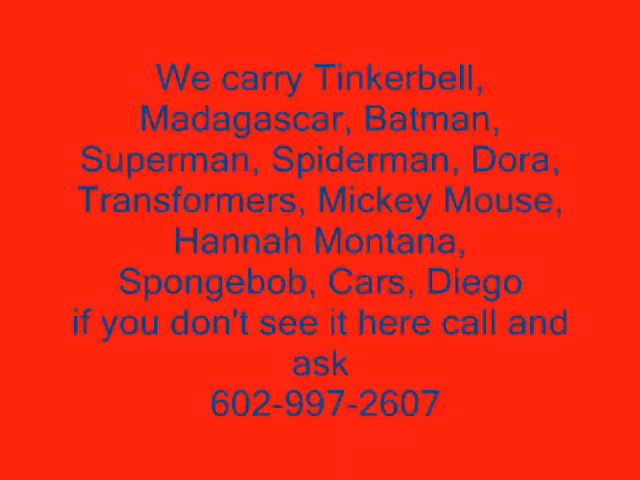 We carry Tinkerbell,
Madagascar, Batman,
Superman, Spiderman, Dora,
Transformers, Mickey Mouse,
Hannah Montana,
Spongebob, Cars, Diego
if you don't see it here call and
ask
602-997-2607